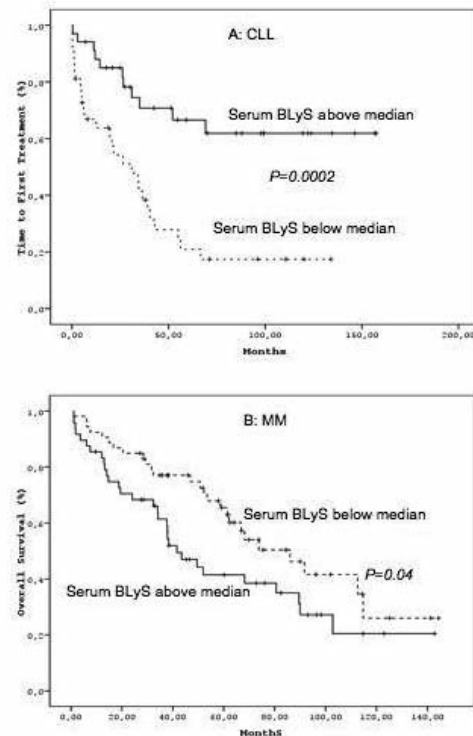 A: CLL
1,0
0,8
0,6
0,4
0,2
0,0
Time to First Treatment (%)
Serum BLyS above median
P=0.0002
Serum BLyS below median
,00
50,00
100,00
150,00
200,00
Months
B: MM
1,0
0,8
0,6
0,4
0,2
0,0
Overall Survival (%)
Serum BLyS below median
P=0.04
Serum BLyS above median
,00
20,00
40,00
60,00
80,00
100,00
120,00
140,00
MonthS